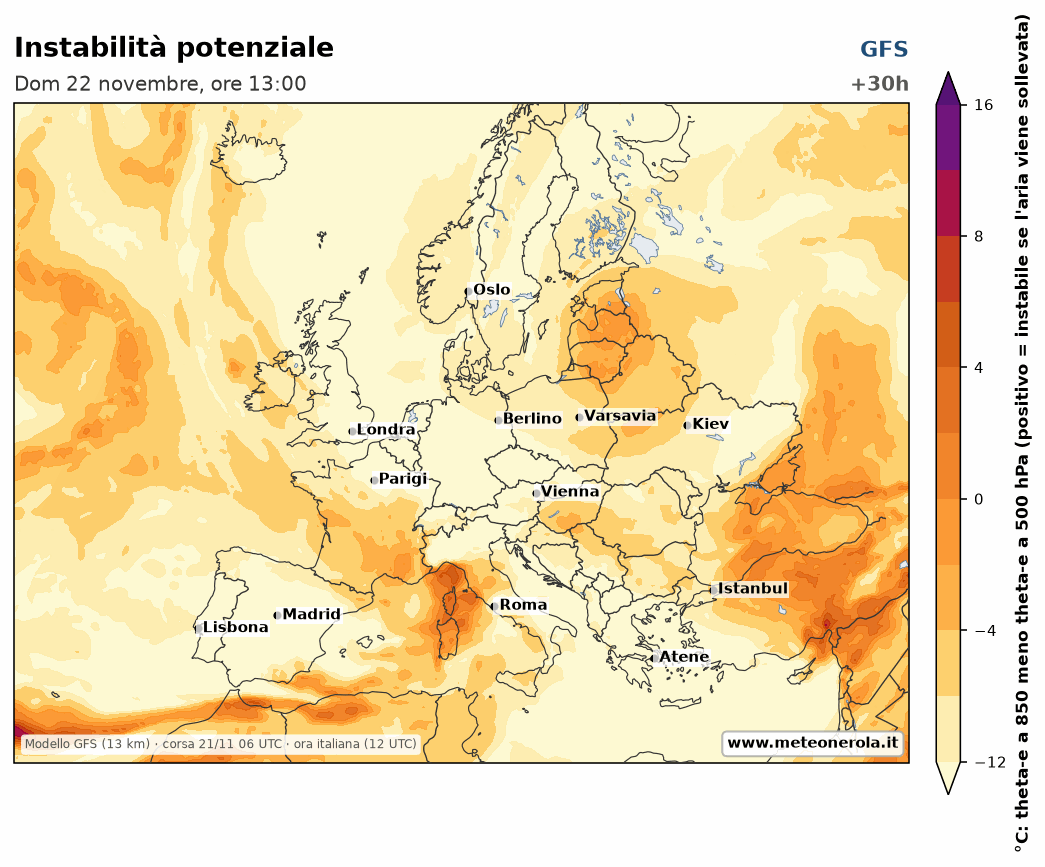 Instabilità potenziale
GFS
Dom 22 novembre, ore 13:00
+30h
Oslo
Londra
Berlino
Varsavia
Kiev
Parigi
Vienna
Istanbul
Roma
Madrid
Lisbona
Atene
Modello GFS (13 km) · corsa 21/11 06 UTC · ora italiana (12 UTC)
www.meteonerola.it
16
8
4
0
−4
−12
°C: theta-e a 850 meno theta-e a 500 hPa (positivo = instabile se l'aria viene sollevata)